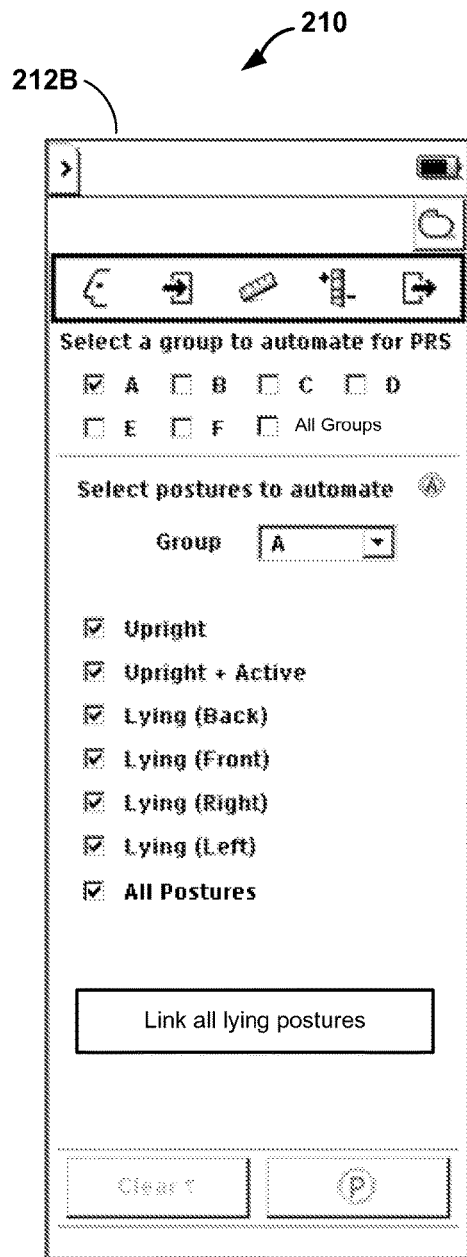 210
212B
>
Select a group to automate for PRS
A B C D
E F All Groups
Select postures to automate A
Group A
Upright
Upright + Active
Lying (Back)
Lying (Front)
Lying (Right)
Lying (Left)
All Postures
Link all lying postures
Clear P